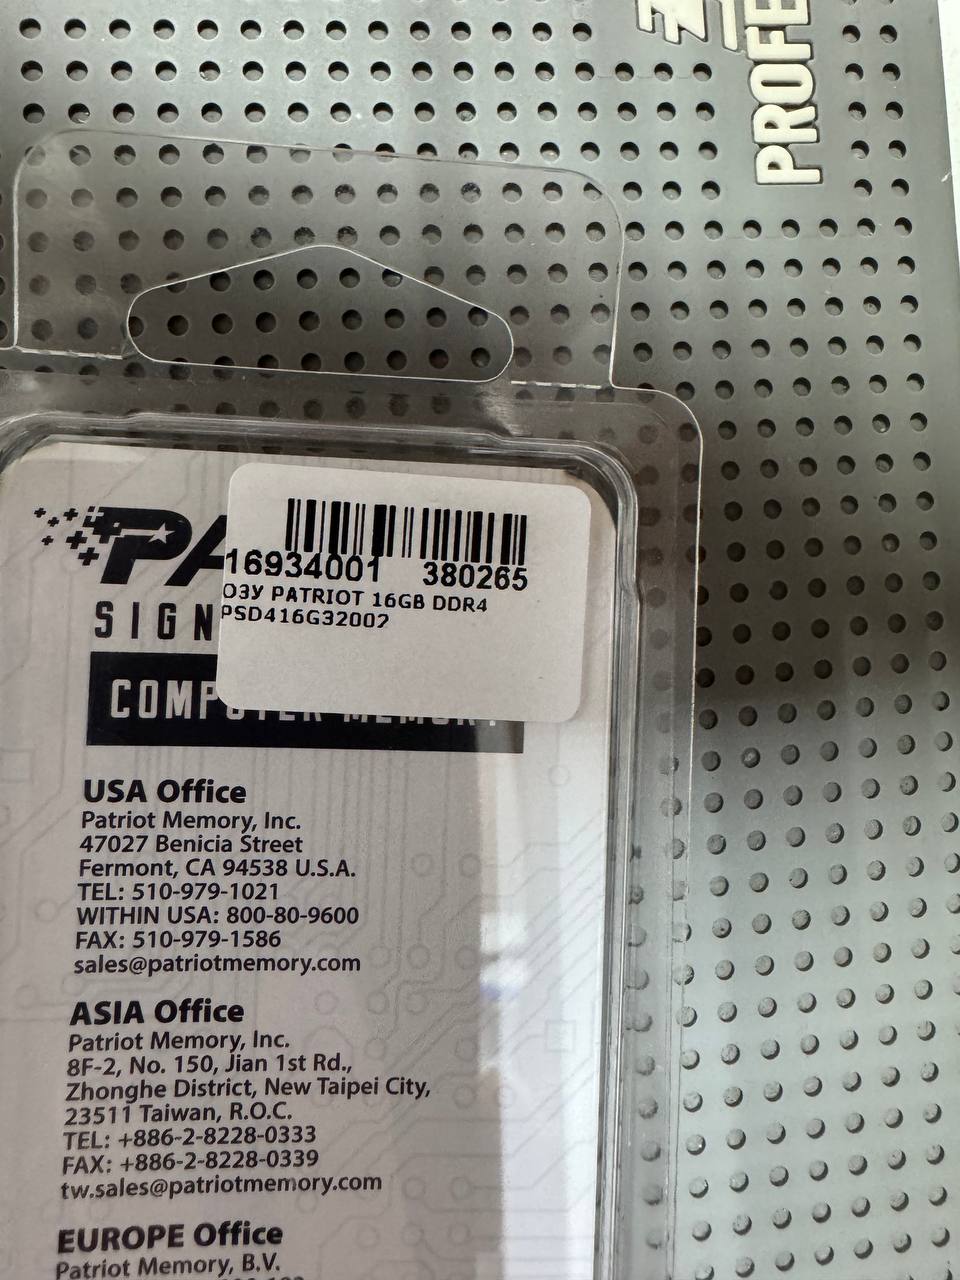 PROFE
PA
SIGN
COMPUTER MEMORY
16934001 380265
ОЗУ PATRIOT 16GB DDR4
PSD416G32002
USA Office
Patriot Memory, Inc.
47027 Benicia Street
Fermont, CA 94538 U.S.A.
TEL: 510-979-1021
WITHIN USA: 800-80-9600
FAX: 510-979-1586
sales@patriotmemory.com
ASIA Office
Patriot Memory, Inc.
8F-2, No. 150, Jian 1st Rd.,
Zhonghe District, New Taipei City,
23511 Taiwan, R.O.C.
TEL: +886-2-8228-0333
FAX: +886-2-8228-0339
tw.sales@patriotmemory.com
EUROPE Office
Patriot Memory, B.V.